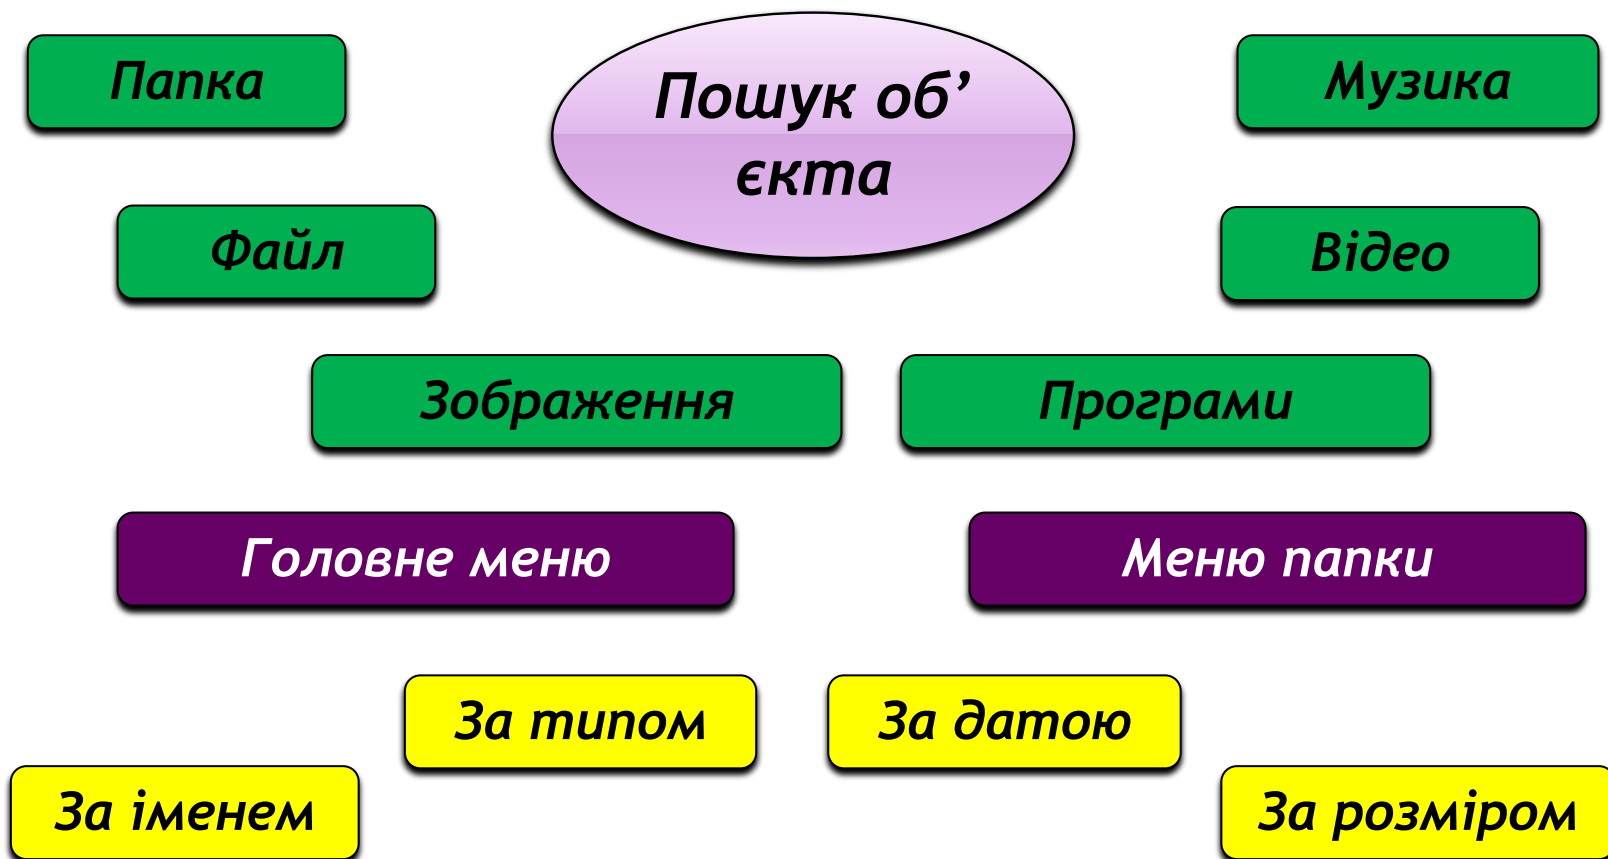 Папка
Пошук об’
єкта
Музика
Файл
Відео
Зображення
Програми
Головне меню
Меню папки
За типом
За датою
За іменем
За розміром